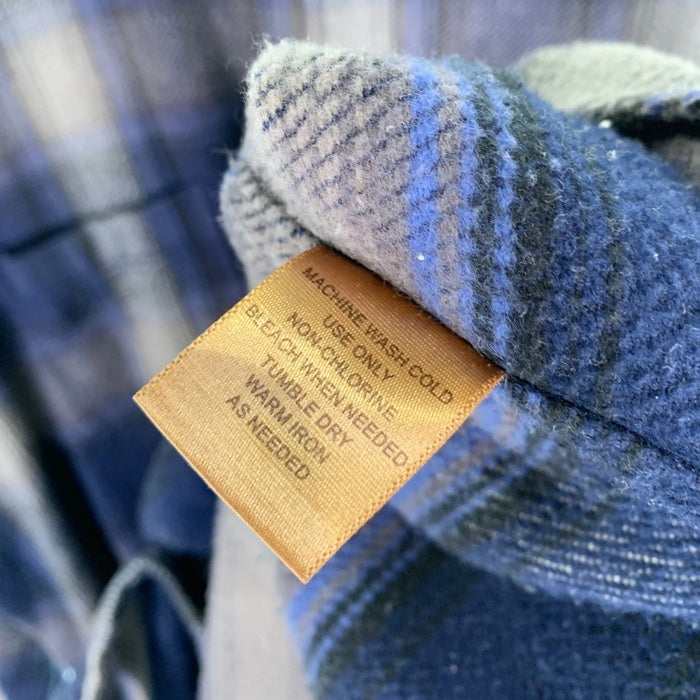 MACHINE WASH COLD
USE ONLY
NON-CHLORINE
BLEACH WHEN NEEDED
TUMBLE DRY
WARM IRON
AS NEEDED